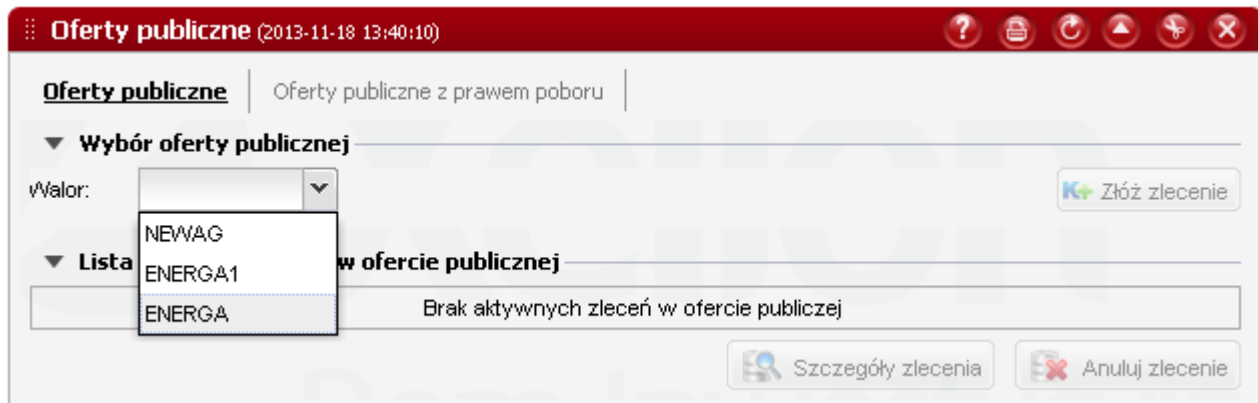 Oferty publiczne (2013-11-18 13:40:10)
Oferty publiczne Oferty publiczne z prawem poboru
Wybór oferty publicznej
Walor: K+ Złóż zlecenie
NEWAG
ENERGA1
ENERGA
Lista w ofercie publicznej
Brak aktywnych zleceń w ofercie publiczej
Szczegóły zlecenia Anuluj zlecenie